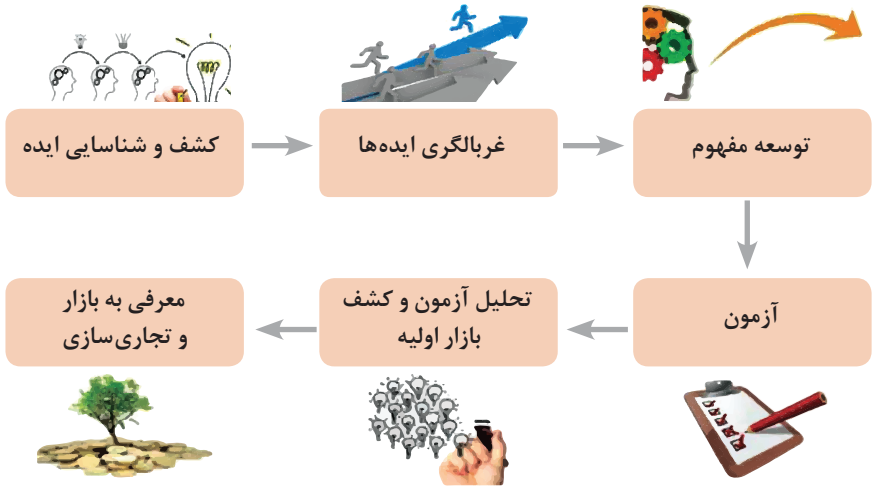 کشف و شناسایی ایده
غربالگری ایده‌ها
توسعه مفهوم
آزمون
تحلیل آزمون و کشف
بازار اولیه
معرفی به بازار
و تجاری‌سازی